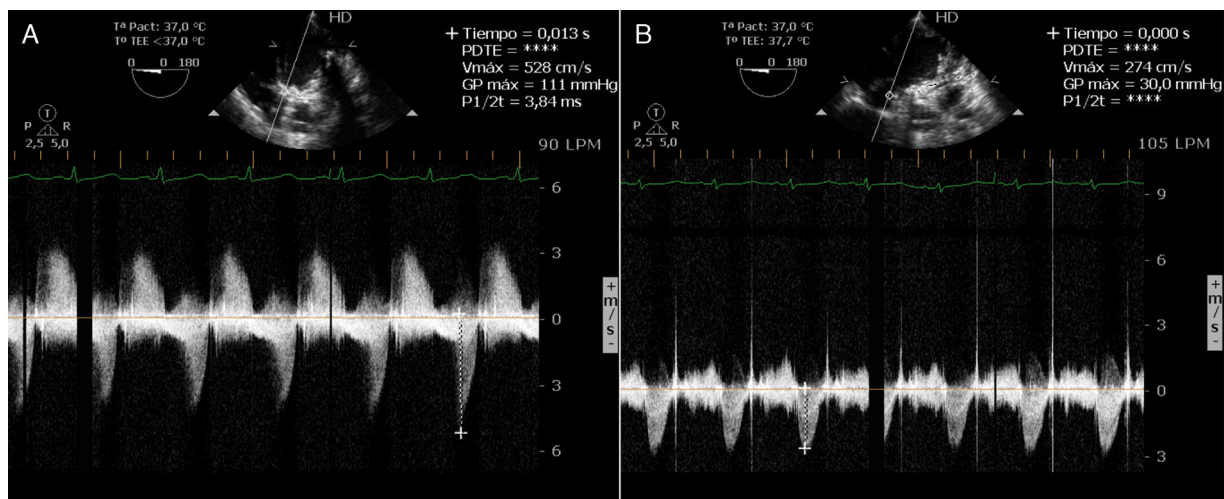 A
Tª Pact: 37,0 °C
Tº TEE <37,0 °C
0 180
HD
Tiempo = 0,013 s
PDTE = ****
Vmáx = 528 cm/s
GP máx = 111 mmHg
P1/2t = 3,84 ms
T
P R
2,5 5,0
90 LPM
6
3
0
3
6
+
m
/
s
-
B
Tª Pact: 37,0 °C
Tº TEE: 37,7 °C
0 180
HD
Tiempo = 0,000 s
PDTE = ****
Vmáx = 274 cm/s
GP máx = 30,0 mmHg
P1/2t = ****
T
P R
2,5 5,0
105 LPM
9
6
3
0
3
+
m
/
s
-